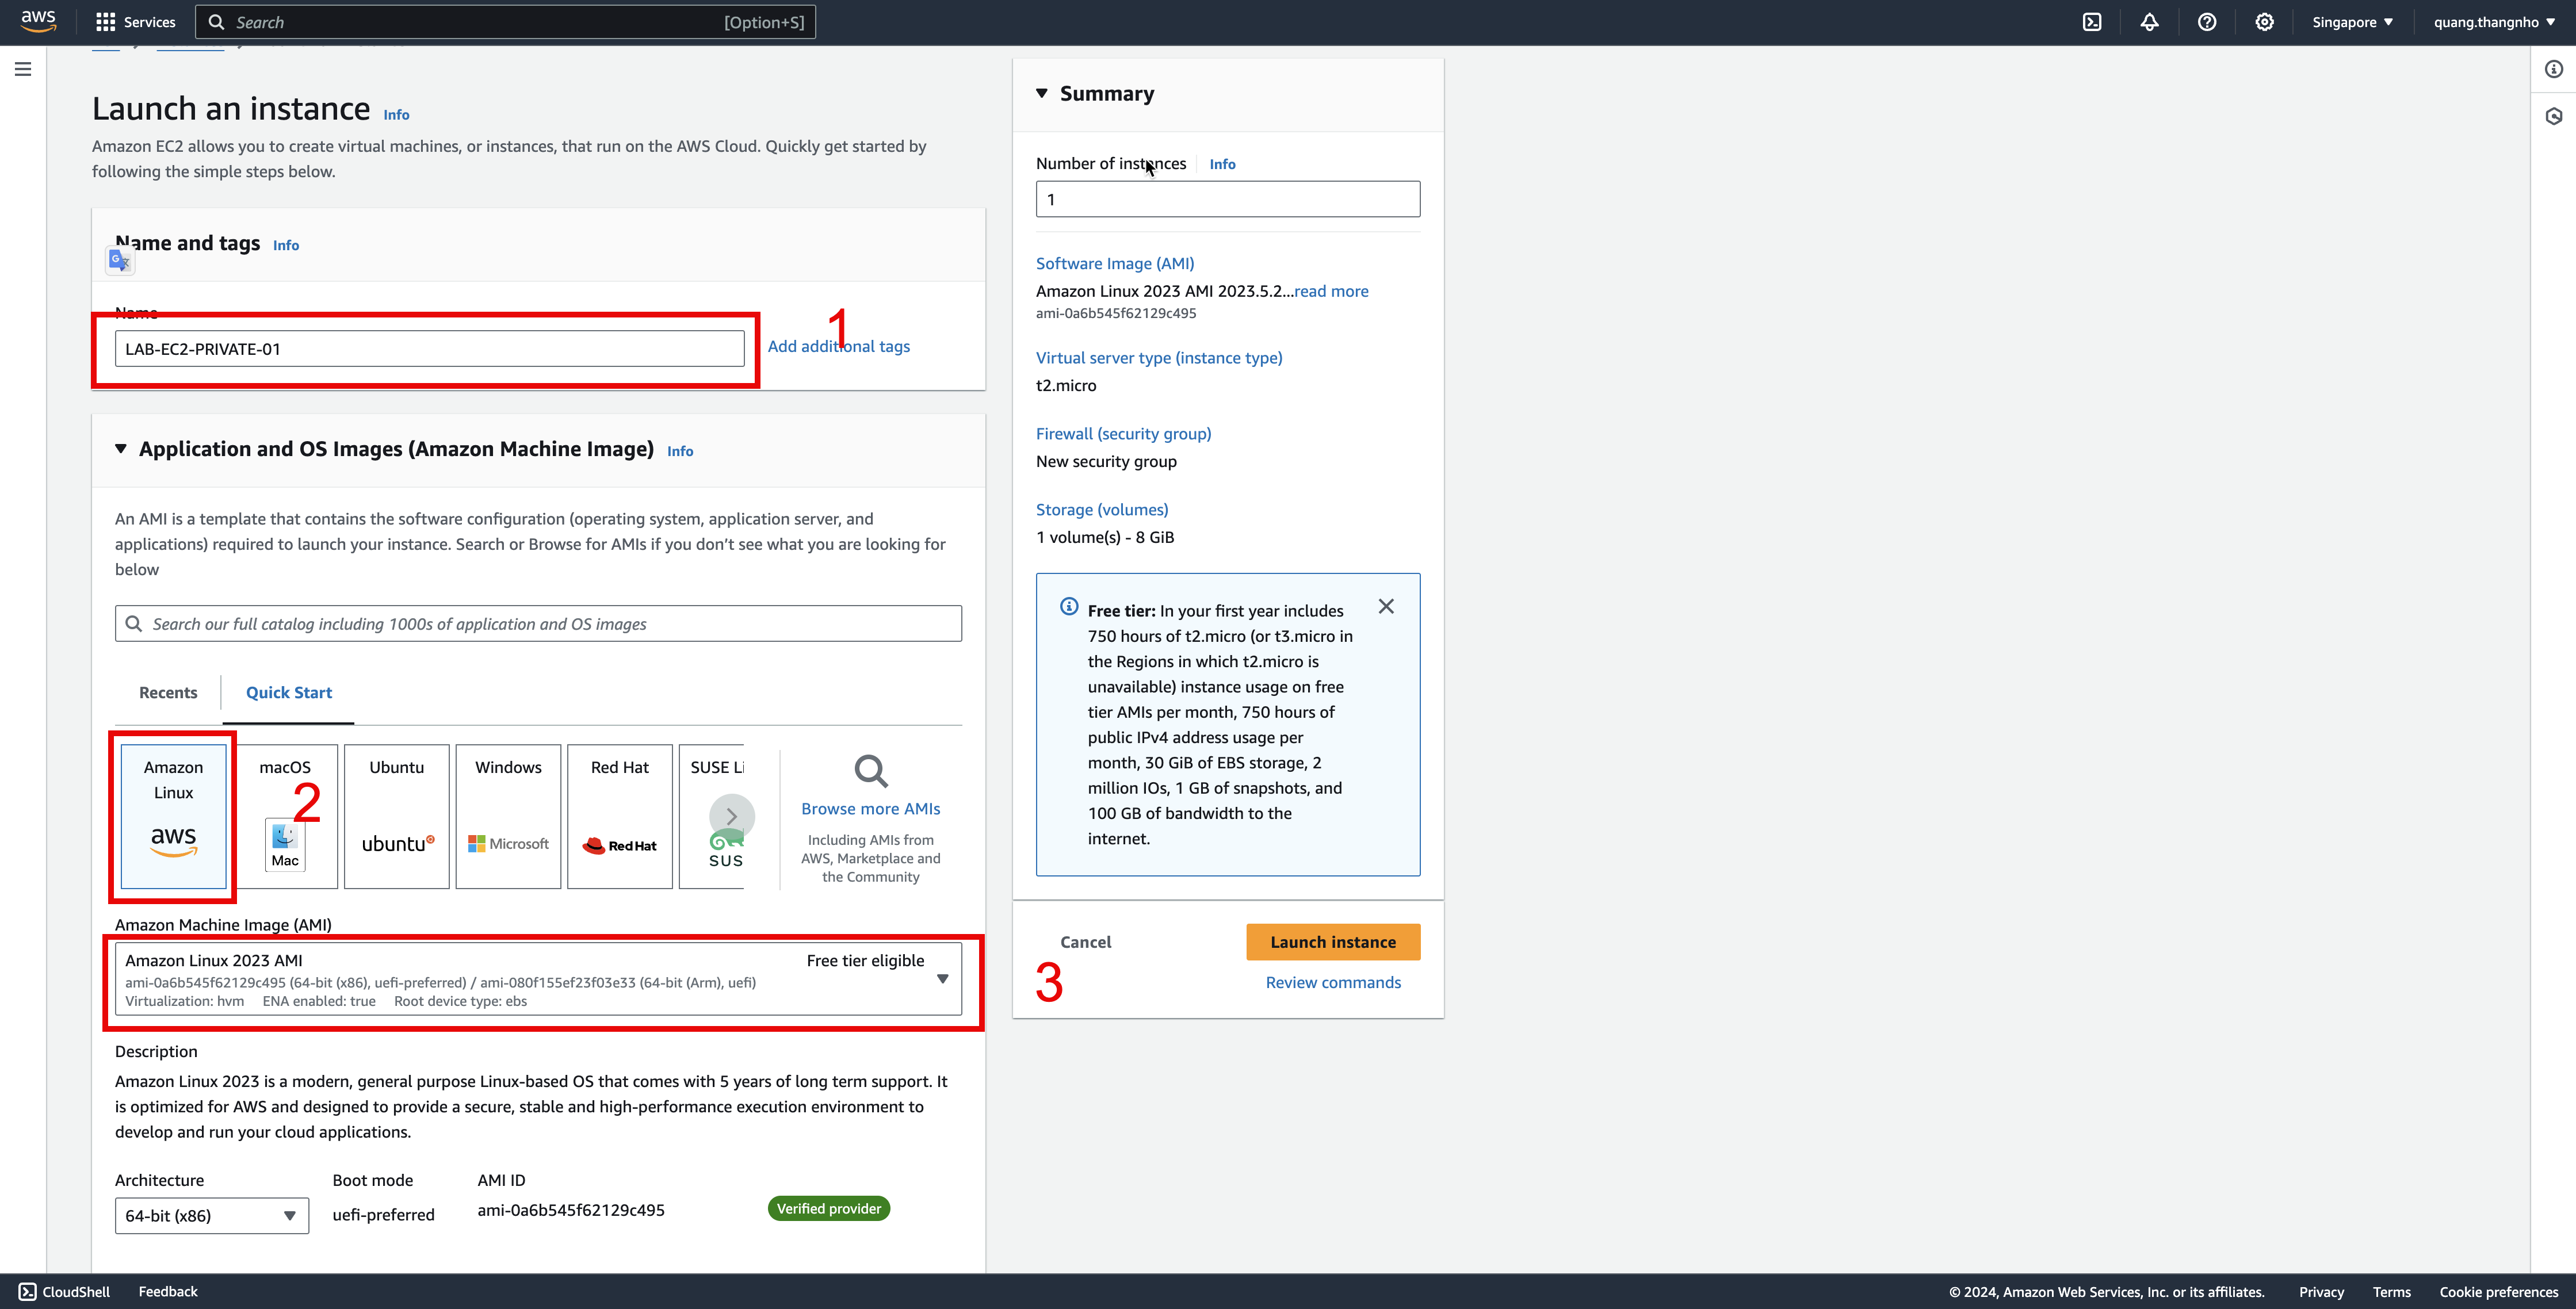 aws
Services
Search
[Option+S]
Singapore
quang.thangnho
Launch an instance Info
Amazon EC2 allows you to create virtual machines, or instances, that run on the AWS Cloud. Quickly get started by
following the simple steps below.
Name and tags Info
Name
LAB-EC2-PRIVATE-01
Add additional tags
1
Application and OS Images (Amazon Machine Image) Info
An AMI is a template that contains the software configuration (operating system, application server, and
applications) required to launch your instance. Search or Browse for AMIs if you don't see what you are looking for
below
Search our full catalog including 1000s of application and OS images
Recents
Quick Start
Amazon
Linux
aws
macOS
Mac
2
Ubuntu
ubuntu
Windows
Microsoft
Red Hat
Red Hat
SUSE Li
SUS
Browse more AMIs
Including AMIs from
AWS, Marketplace and
the Community
Amazon Machine Image (AMI)
Amazon Linux 2023 AMI
Free tier eligible
ami-0a6b545f62129c495 (64-bit (x86), uefi-preferred) / ami-080f155ef23f03e33 (64-bit (Arm), uefi)
Virtualization: hvm ENA enabled: true Root device type: ebs
Description
Amazon Linux 2023 is a modern, general purpose Linux-based OS that comes with 5 years of long term support. It
is optimized for AWS and designed to provide a secure, stable and high-performance execution environment to
develop and run your cloud applications.
Architecture
64-bit (x86)
Boot mode
uefi-preferred
AMI ID
ami-0a6b545f62129c495
Verified provider
Summary
Number of instances Info
1
Software Image (AMI)
Amazon Linux 2023 AMI 2023.5.2...read more
ami-0a6b545f62129c495
Virtual server type (instance type)
t2.micro
Firewall (security group)
New security group
Storage (volumes)
1 volume(s) - 8 GiB
Free tier: In your first year includes
750 hours of t2.micro (or t3.micro in
the Regions in which t2.micro is
unavailable) instance usage on free
tier AMIs per month, 750 hours of
public IPv4 address usage per
month, 30 GiB of EBS storage, 2
million IOs, 1 GB of snapshots, and
100 GB of bandwidth to the
internet.
Cancel
Launch instance
3
Review commands
CloudShell
Feedback
© 2024, Amazon Web Services, Inc. or its affiliates.
Privacy
Terms
Cookie preferences